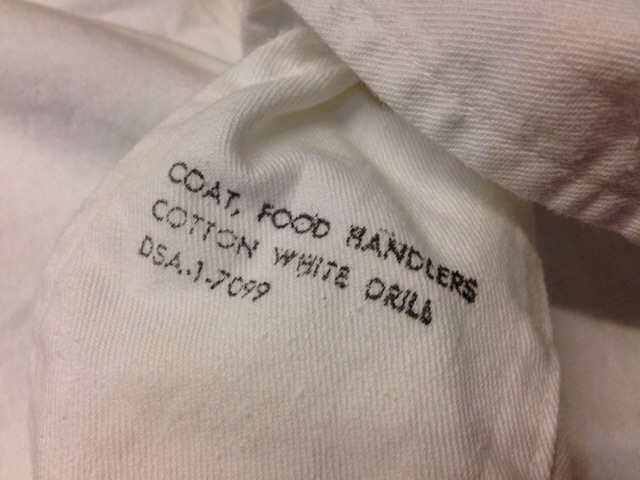 COAT, FOOD HANDLERS
COTTON WHITE DRILL
DSA.-1-7099